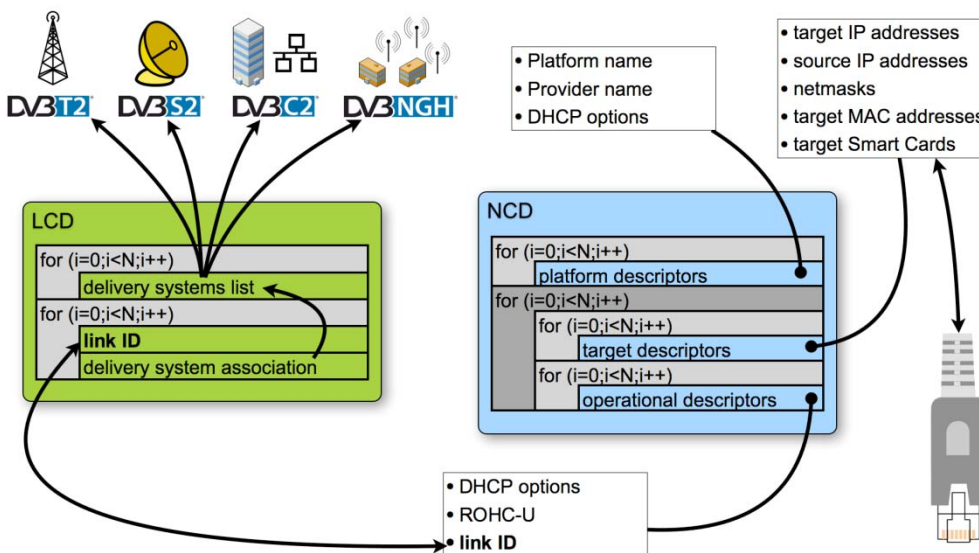 DVB T2
DVB S2
DVB C2
DVB NGH
• Platform name
• Provider name
• DHCP options
• target IP addresses
• source IP addresses
• netmasks
• target MAC addresses
• target Smart Cards
LCD
for (i=0;i<N;i++)
delivery systems list
for (i=0;i<N;i++)
link ID
delivery system association
NCD
for (i=0;i<N;i++)
platform descriptors
for (i=0;i<N;i++)
for (i=0;i<N;i++)
target descriptors
for (i=0;i<N;i++)
operational descriptors
• DHCP options
• ROHC-U
• link ID